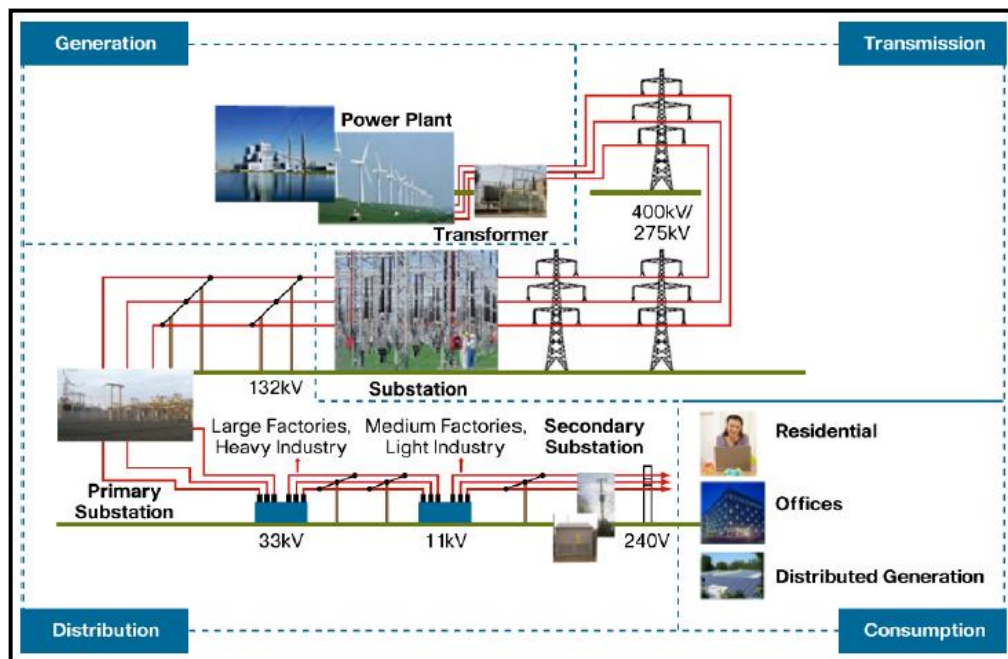 Generation
Transmission
Power Plant
Transformer
400kV/
275kV
132kV
Substation
Large Factories,
Heavy Industry
Medium Factories,
Light Industry
Secondary
Substation
Residential
Primary
Substation
Offices
33kV
11kV
240V
Distributed Generation
Distribution
Consumption